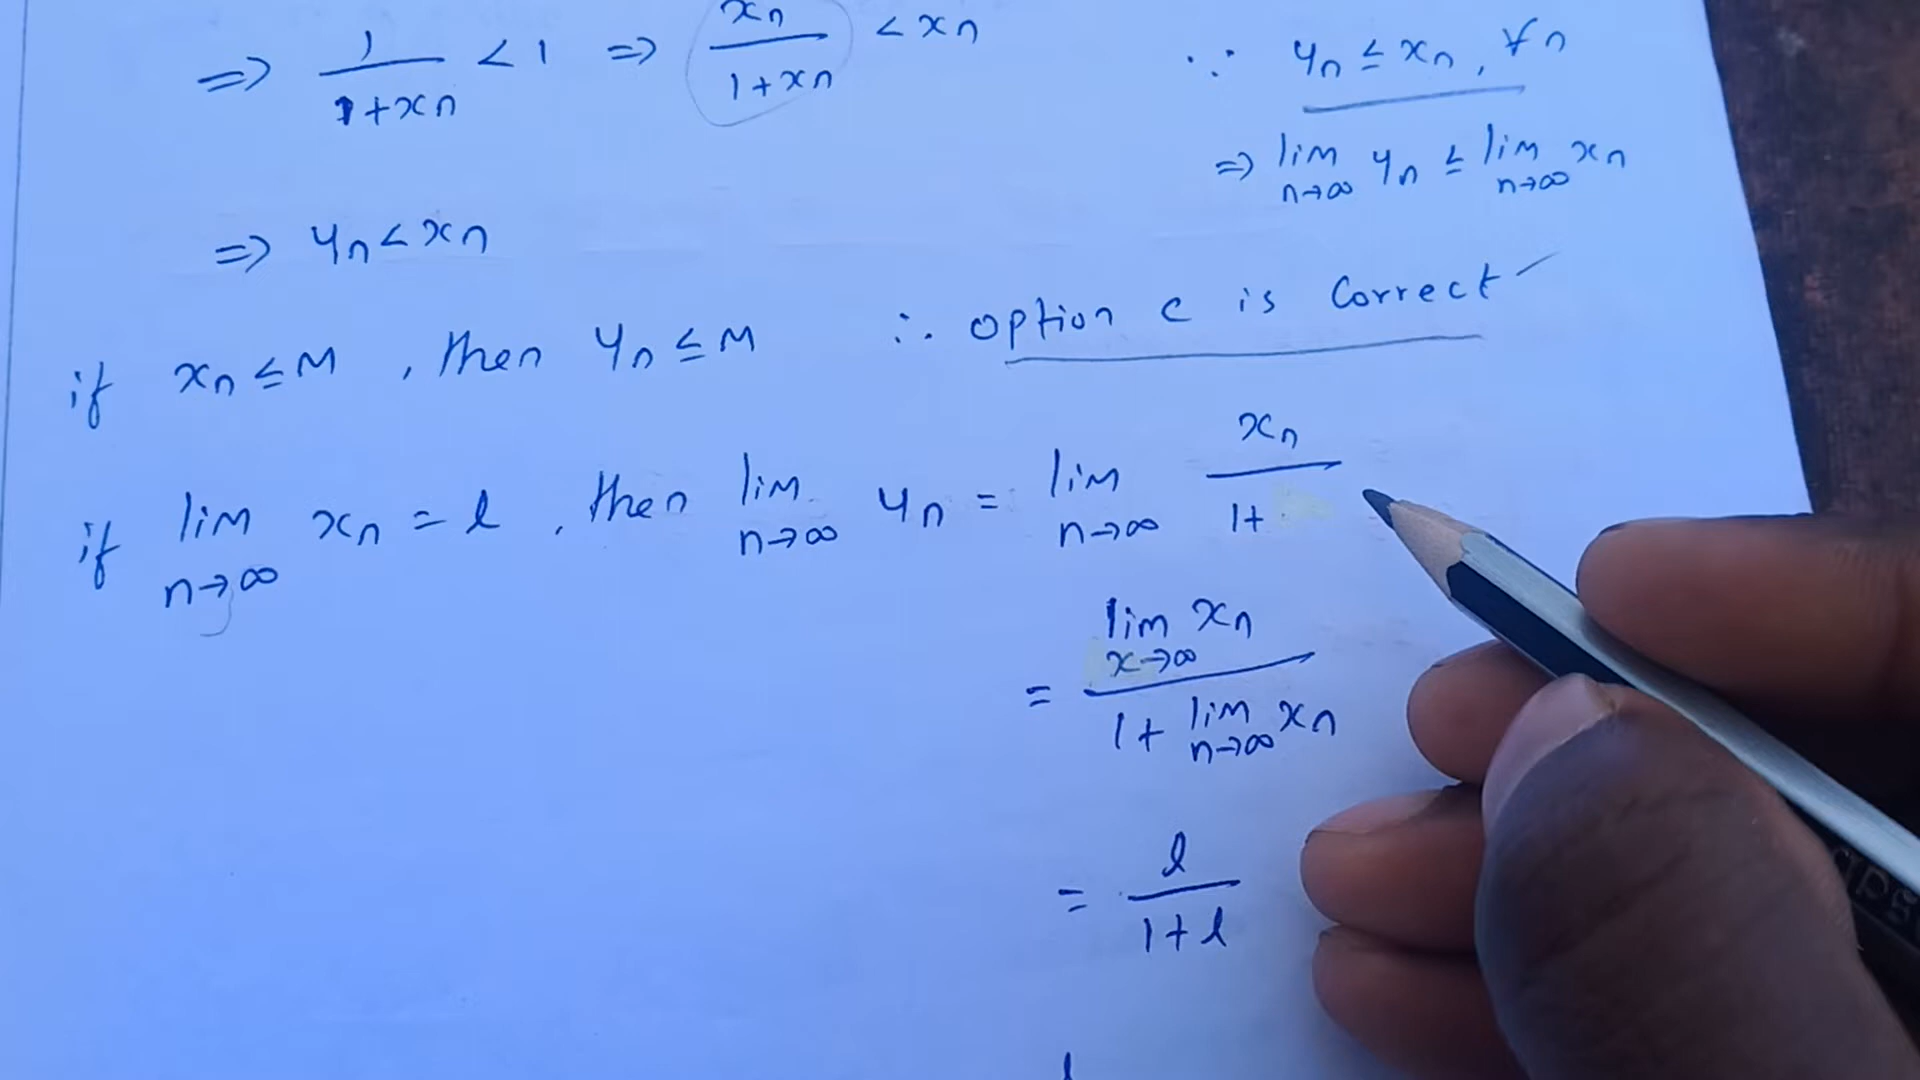 => 1/(1+xn) < 1 => xn/(1+xn) < xn
∵ yn ≤ xn, ∀n
=> lim n→∞ yn ≤ lim n→∞ xn
=> yn < xn
if xn ≤ M, then yn ≤ M
∴ option c is correct
if lim n→∞ xn = l, then lim n→∞ yn = lim n→∞ xn/(1+
= lim x→∞ xn / (1+ lim n→∞ xn)
= l/(1+l)